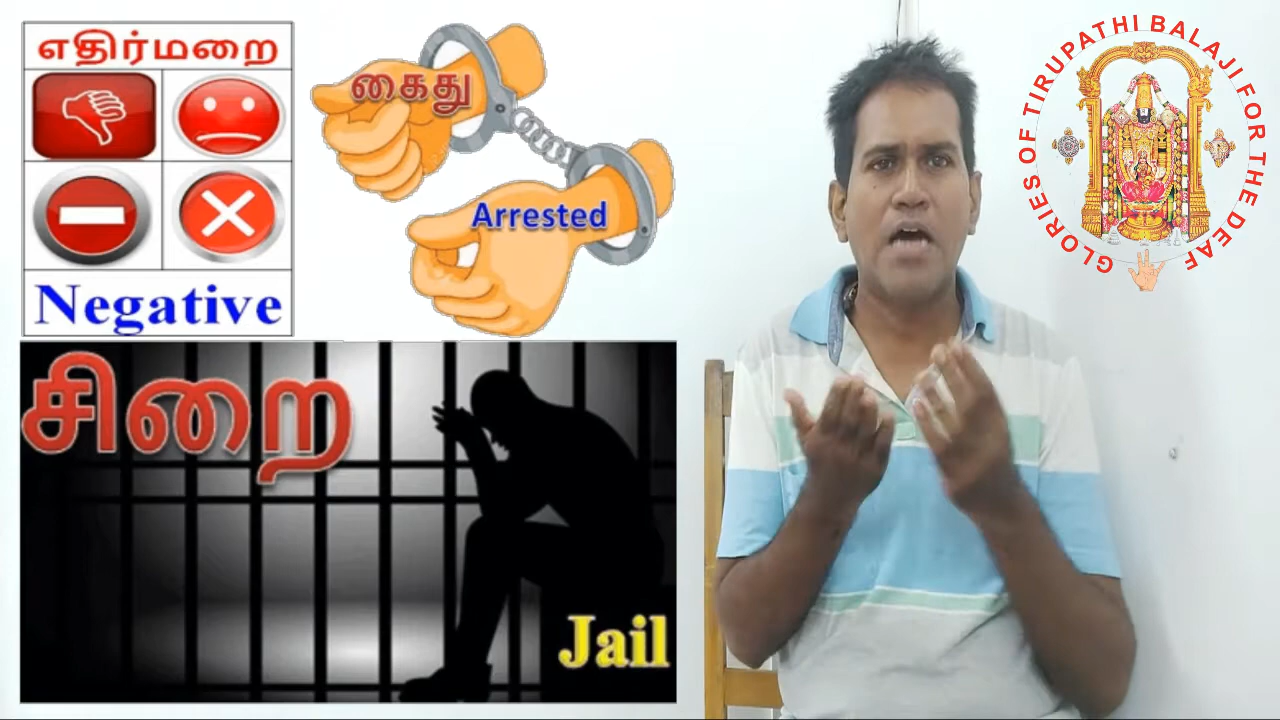 எதிர்மறை
Negative
கைது
Arrested
சிறை
Jail
GLORIES OF TIRUPATHI BALAJI FOR THE DEAF